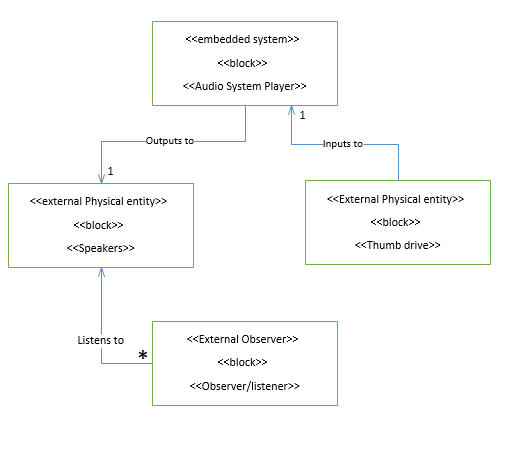 <<embedded system>>
<<block>>
<<Audio System Player>>
1
Outputs to
Inputs to
1
<<external Physical entity>>
<<block>>
<<Speakers>>
<<External Physical entity>>
<<block>>
<<Thumb drive>>
Listens to
*
<<External Observer>>
<<block>>
<<Observer/listener>>